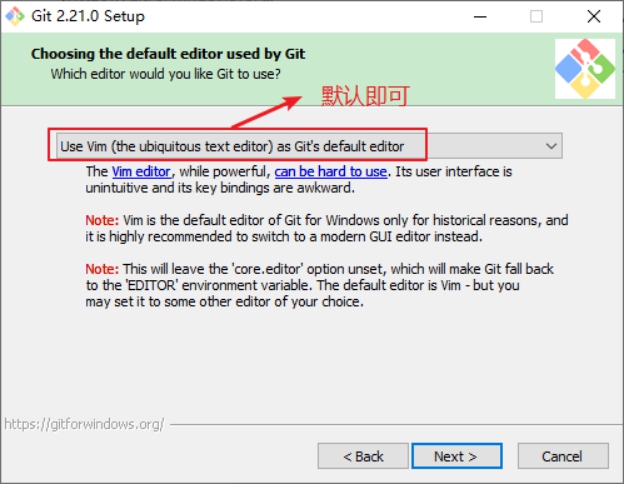 Git 2.21.0 Setup
Choosing the default editor used by Git
Which editor would you like Git to use?
默认即可
Use Vim (the ubiquitous text editor) as Git's default editor
The Vim editor, while powerful, can be hard to use. Its user interface is
unintuitive and its key bindings are awkward.
Note: Vim is the default editor of Git for Windows only for historical reasons, and
it is highly recommended to switch to a modern GUI editor instead.
Note: This will leave the 'core.editor' option unset, which will make Git fall back
to the 'EDITOR' environment variable. The default editor is Vim - but you
may set it to some other editor of your choice.
https://gitforwindows.org/
< Back
Next >
Cancel